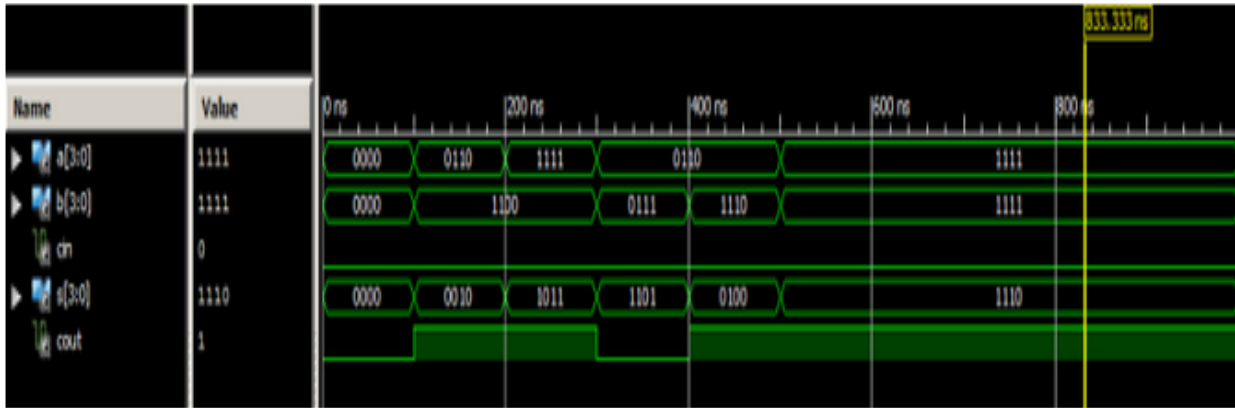 833.333 ns
Name Value 0 ns 200 ns 400 ns 600 ns 800 ns
a[3:0] 1111 0000 0110 1111 0110 1111
b[3:0] 1111 0000 1100 0111 1110 1111
cin 0
s[3:0] 1110 0000 0010 1011 1101 0100 1110
cout 1